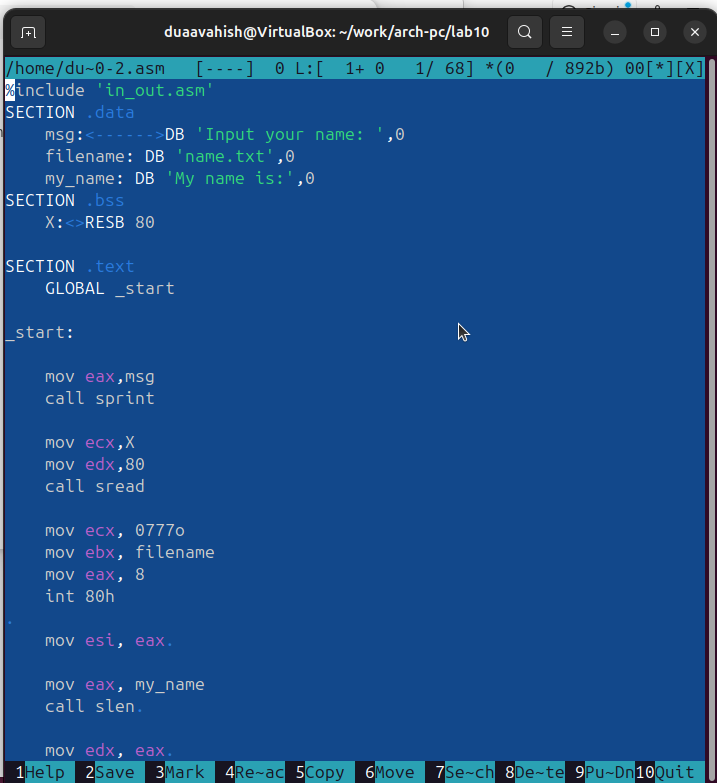 duaavahish@VirtualBox: ~/work/arch-pc/lab10
/home/du~0-2.asm   [----]  0 L:[  1+ 0   1/ 68] *(0   / 892b) 00[*][X]
%include 'in_out.asm'
SECTION .data
    msg:<------>DB 'Input your name: ',0
    filename: DB 'name.txt',0
    my_name: DB 'My name is:',0
SECTION .bss
    X:<>RESB 80
SECTION .text
    GLOBAL _start
_start:
    mov eax,msg
    call sprint
    mov ecx,X
    mov edx,80
    call sread
    mov ecx, 0777o
    mov ebx, filename
    mov eax, 8
    int 80h
.
    mov esi, eax.
    mov eax, my_name
    call slen.
    mov edx, eax.
1Help  2Save  3Mark  4Re~ac  5Copy  6Move  7Se~ch  8De~te  9Pu~Dn  10Quit